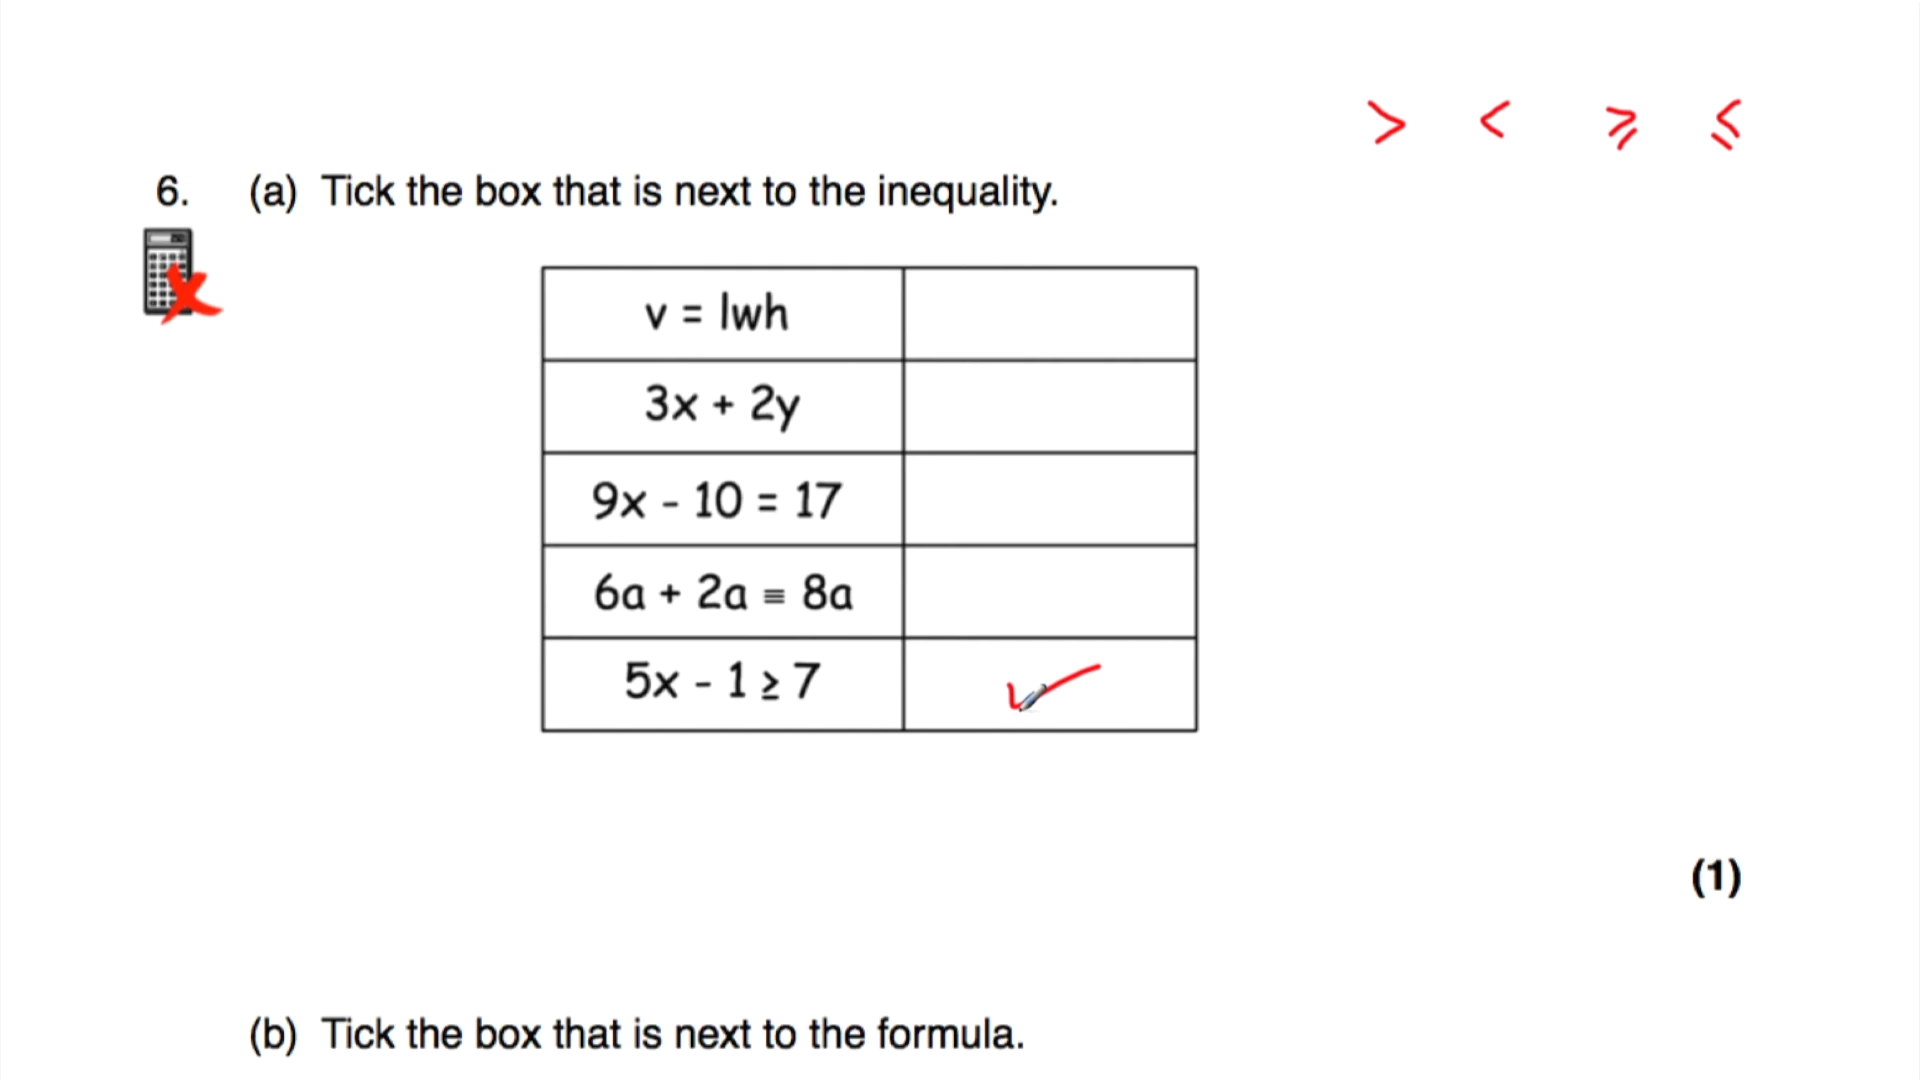 > < ⩾ ⩽
6. (a) Tick the box that is next to the inequality.
v = lwh
3x + 2y
9x - 10 = 17
6a + 2a ≡ 8a
5x - 1 ≥ 7 ✓
(1)
(b) Tick the box that is next to the formula.